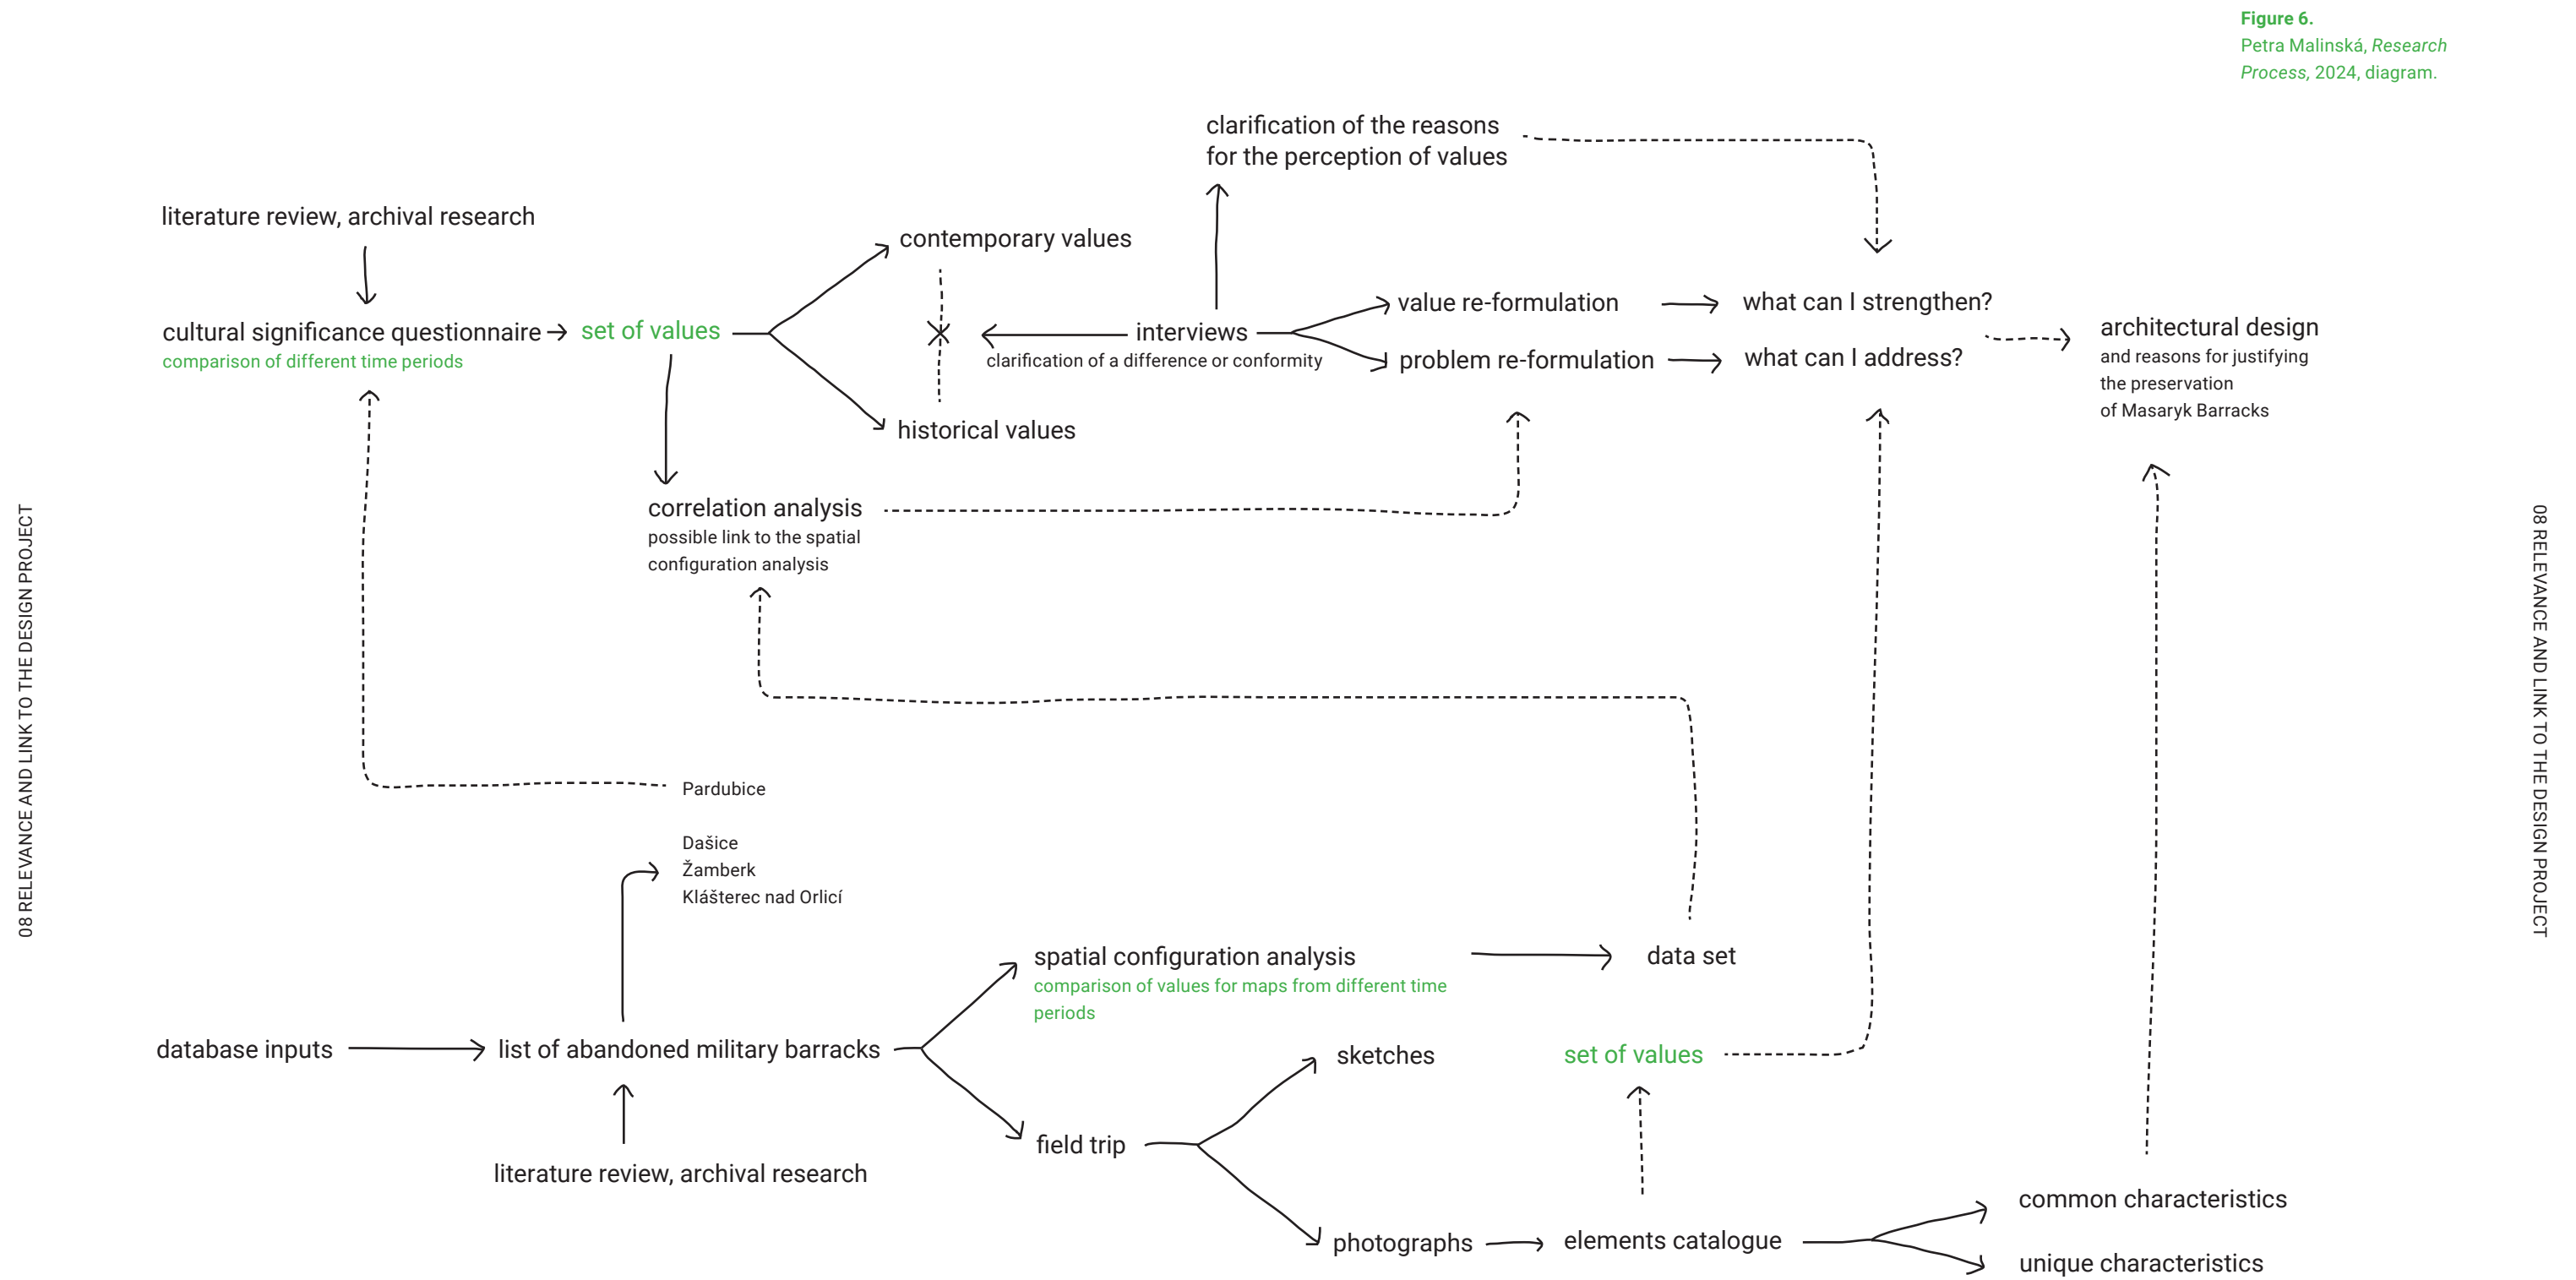 Figure 6.
Petra Malinská, Research
Process, 2024, diagram.
clarification of the reasons
for the perception of values
literature review, archival research
contemporary values
cultural significance questionnaire
comparison of different time periods
set of values
interviews
clarification of a difference or conformity
value re-formulation
what can I strengthen?
problem re-formulation
what can I address?
architectural design
and reasons for justifying
the preservation
of Masaryk Barracks
historical values
correlation analysis
possible link to the spatial
configuration analysis
08 RELEVANCE AND LINK TO THE DESIGN PROJECT
08 RELEVANCE AND LINK TO THE DESIGN PROJECT
Pardubice
Dašice
Žamberk
Klášterec nad Orlicí
spatial configuration analysis
comparison of values for maps from different time
periods
data set
database inputs
list of abandoned military barracks
sketches
set of values
literature review, archival research
field trip
photographs
elements catalogue
common characteristics
unique characteristics